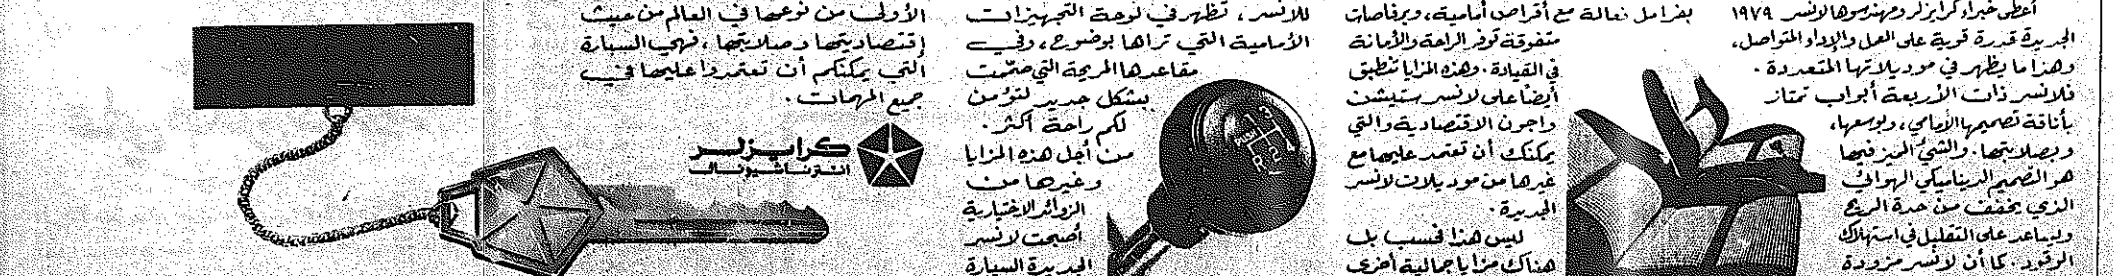 أعطى خبراء كرايزلر ومهندسوها لانسر ١٩٧٩
الجديدة قدرة قوية على العمل والإداء المتواصل،
وهذا ما يظهر في موديلاتها المتعددة.
فلانسر ذات الأربعة أبواب تمتاز
بأناقة تصميمها الأمامي، وبوسعها،
وبصلابتها. والشيء المميز فيها
هو التصميم الديناميكي الهوائي
الذي يخفف من حدة الريح
ويساعد على التقليل في استهلاك
الوقود. كما أن لانسر مزودة
بفرامل فعالة مع أقراص أمامية، وبرفاصات
متفرقة توفر الراحة والأمانة
في القيادة. وهذه المزايا تنطبق
أيضاً على لانسر ستيشن
واجون الاقتصادية والتي
يمكنك أن تعتمد عليها مع
غيرها من موديلات لانسر
الجديدة.
ليس هذا فحسب بل
هناك مزايا جمالية أخرى
للانسر، تظهر في لوحة التجهيزات
الأمامية التي تراها بوضوح، وفي
مقاعدها المريحة التي صممت
بشكل جديد لتؤمن
لكم راحة أكثر.
من أجل هذه المزايا
وغيرها من
الزوائد الاختيارية
أصبحت لانسر
الجديدة السيارة
الأولى من نوعها في العالم من حيث
إقتصاديتها وصلابتها، فهي السيارة
التي يمكنكم أن تعتمدوا عليها في
جميع المهمات.
كرايزلر
انترناشيونال